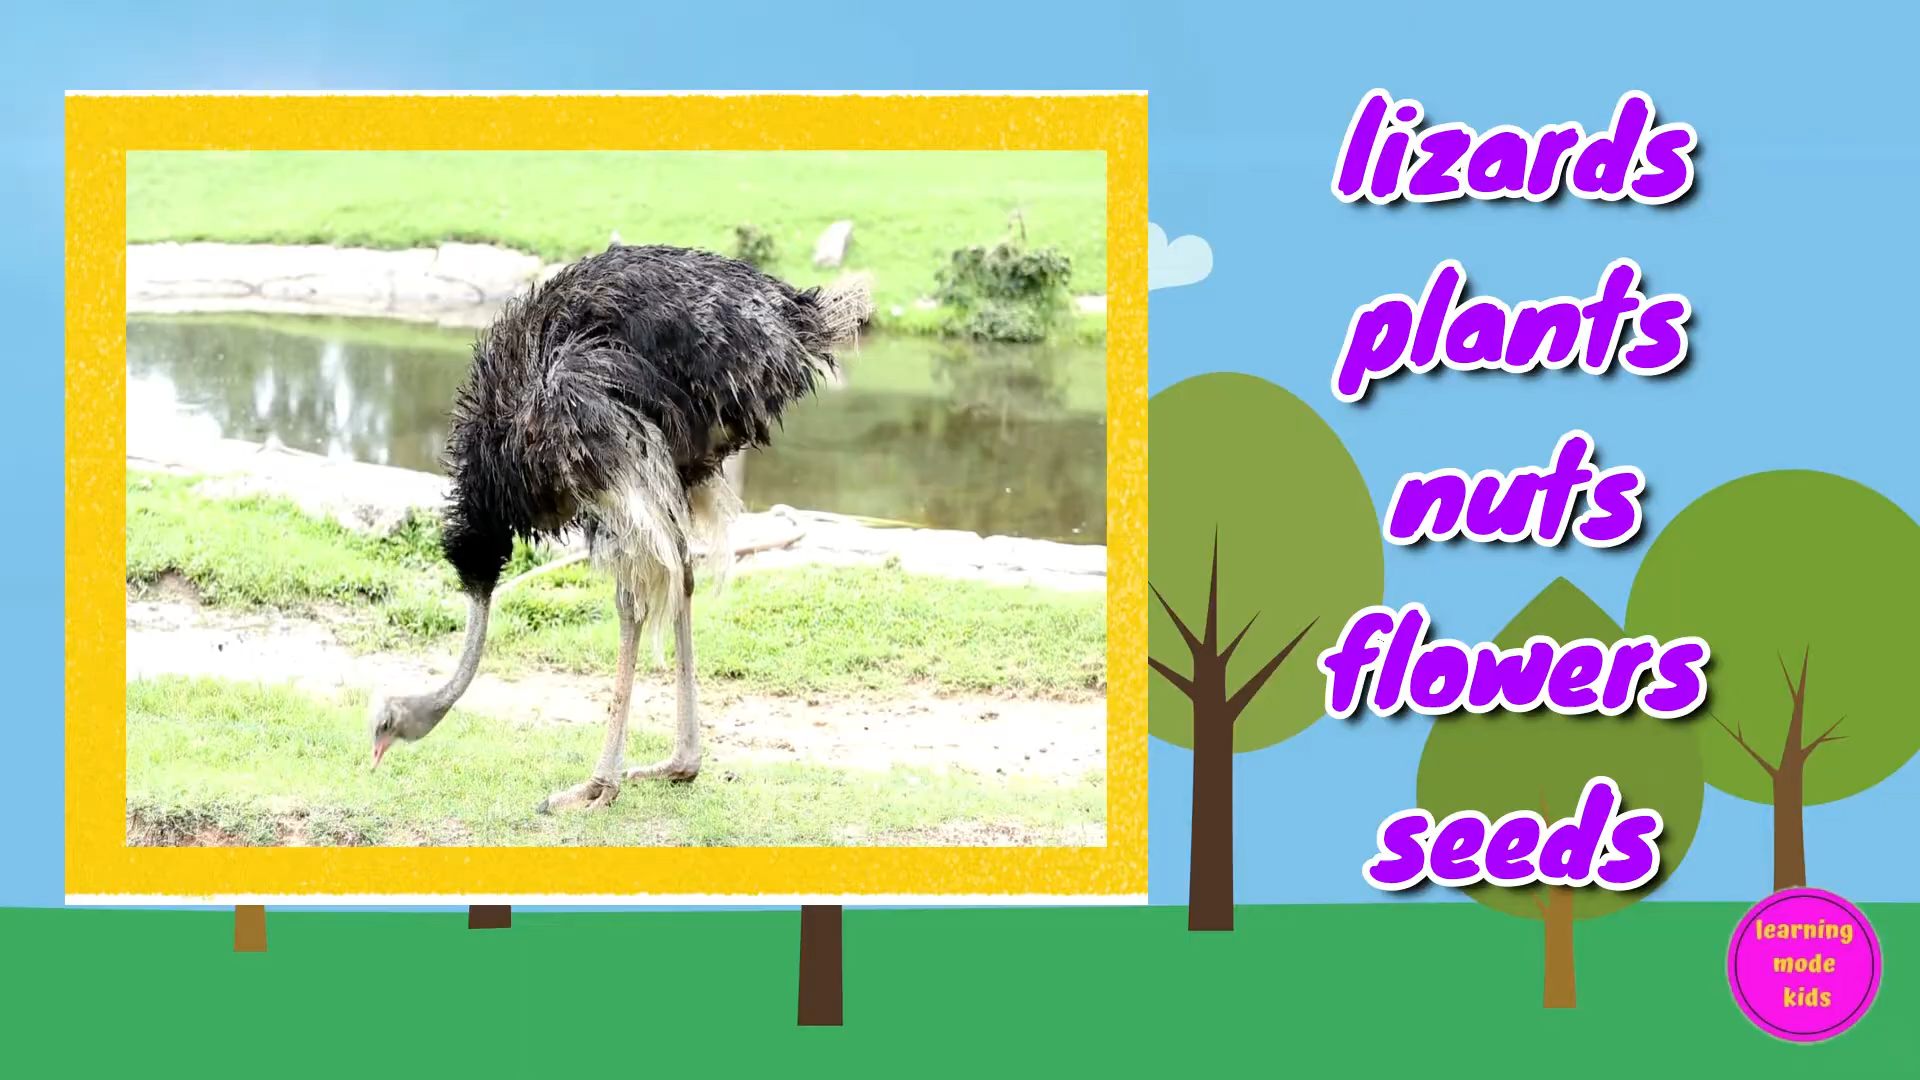 lizards
plants
nuts
flowers
seeds
learning
mode
kids